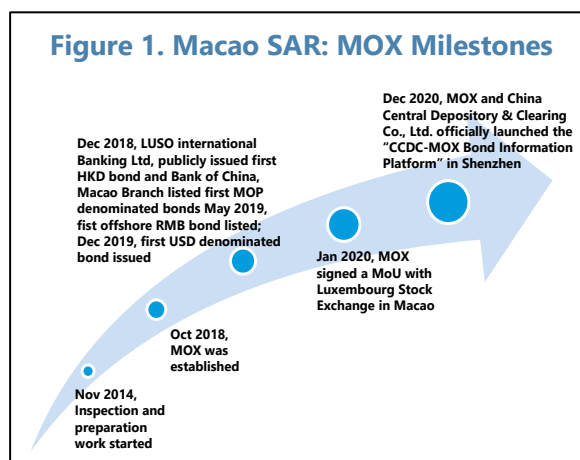 Figure 1. Macao SAR: MOX Milestones
Dec 2020, MOX and China
Central Depository & Clearing
Co., Ltd. officially launched the
“CCDC-MOX Bond Information
Platform” in Shenzhen
Dec 2018, LUSO international
Banking Ltd, publicly issued first
HKD bond and Bank of China,
Macao Branch listed first MOP
denominated bonds May 2019,
fist offshore RMB bond listed;
Dec 2019, first USD denominated
bond issued
Jan 2020, MOX
signed a MoU with
Luxembourg Stock
Exchange in Macao
Oct 2018,
MOX was
established
Nov 2014,
Inspection and
preparation
work started